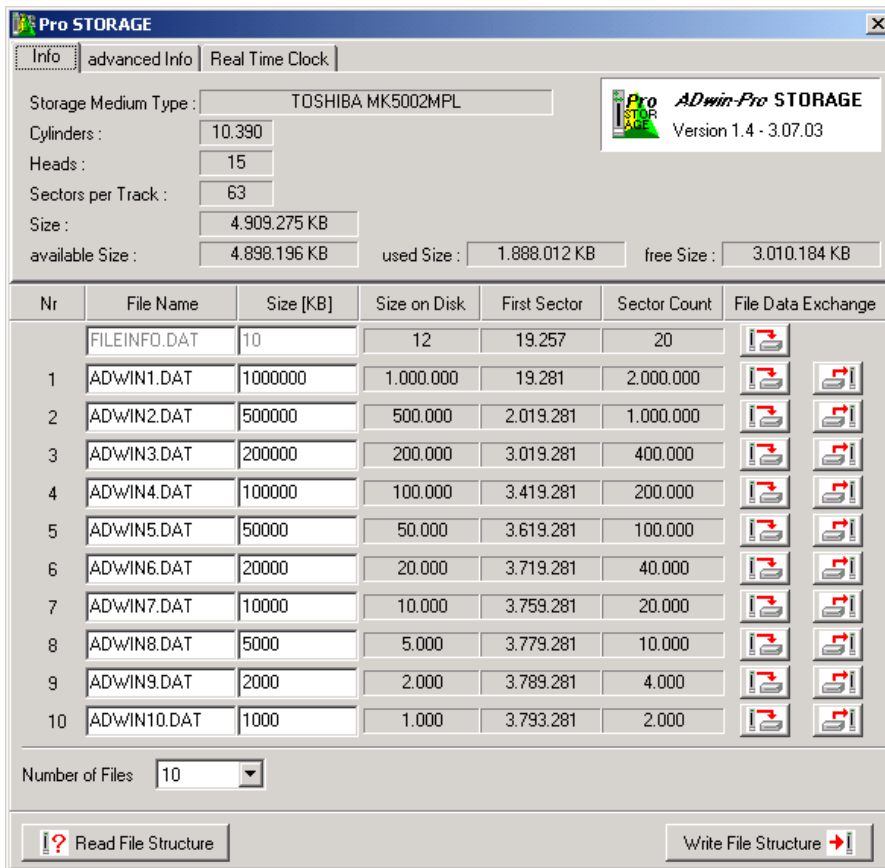 Pro STORAGE
Info advanced Info Real Time Clock
Storage Medium Type : TOSHIBA MK5002MPL
Pro STOR AGE ADwin-Pro STORAGE
Version 1.4 - 3.07.03
Cylinders : 10.390
Heads : 15
Sectors per Track : 63
Size : 4.909.275 KB
available Size : 4.898.196 KB used Size : 1.888.012 KB free Size : 3.010.184 KB
Nr File Name Size [KB] Size on Disk First Sector Sector Count File Data Exchange
FILEINFO.DAT 10 12 19.257 20
1 ADWIN1.DAT 1000000 1.000.000 19.281 2.000.000
2 ADWIN2.DAT 500000 500.000 2.019.281 1.000.000
3 ADWIN3.DAT 200000 200.000 3.019.281 400.000
4 ADWIN4.DAT 100000 100.000 3.419.281 200.000
5 ADWIN5.DAT 50000 50.000 3.619.281 100.000
6 ADWIN6.DAT 20000 20.000 3.719.281 40.000
7 ADWIN7.DAT 10000 10.000 3.759.281 20.000
8 ADWIN8.DAT 5000 5.000 3.779.281 10.000
9 ADWIN9.DAT 2000 2.000 3.789.281 4.000
10 ADWIN10.DAT 1000 1.000 3.793.281 2.000
Number of Files 10
Read File Structure Write File Structure